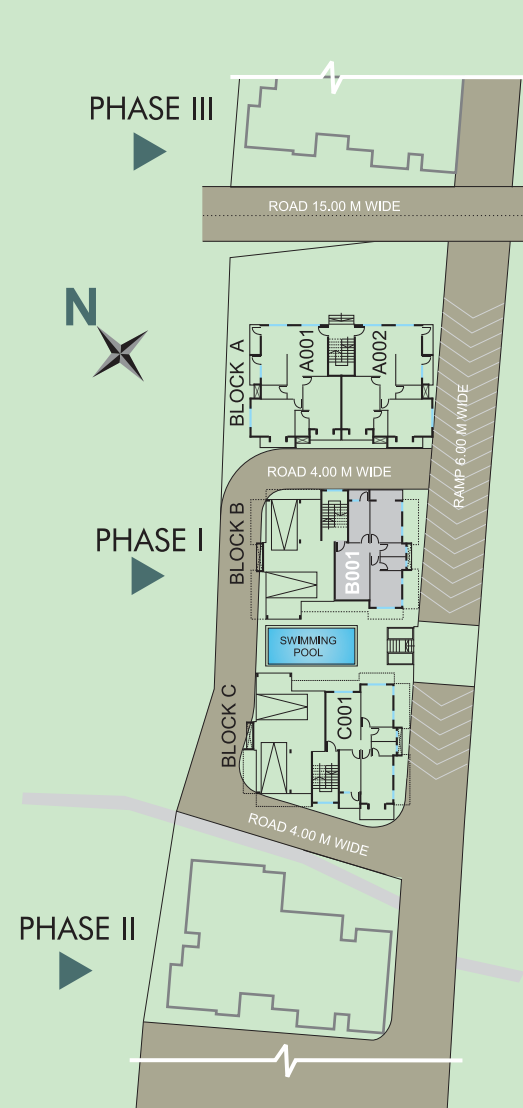 PHASE III
ROAD 15.00 M WIDE
N
BLOCK A
A001
A002
RAMP 6.00 M WIDE
ROAD 4.00 M WIDE
PHASE I
BLOCK B
B001
SWIMMING
POOL
BLOCK C
C001
ROAD 4.00 M WIDE
PHASE II